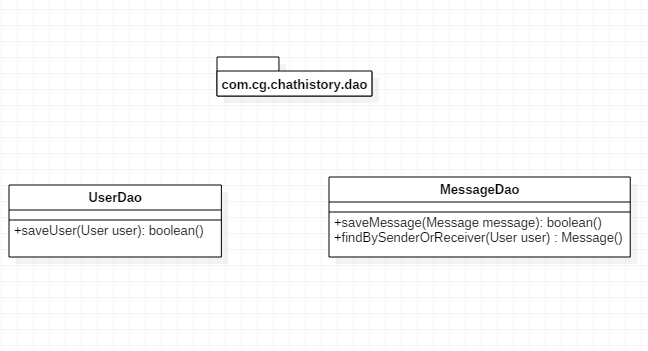 com.cg.chathistory.dao
UserDao
+saveUser(User user): boolean()
MessageDao
+saveMessage(Message message): boolean()
+findBySenderOrReceiver(User user) : Message()